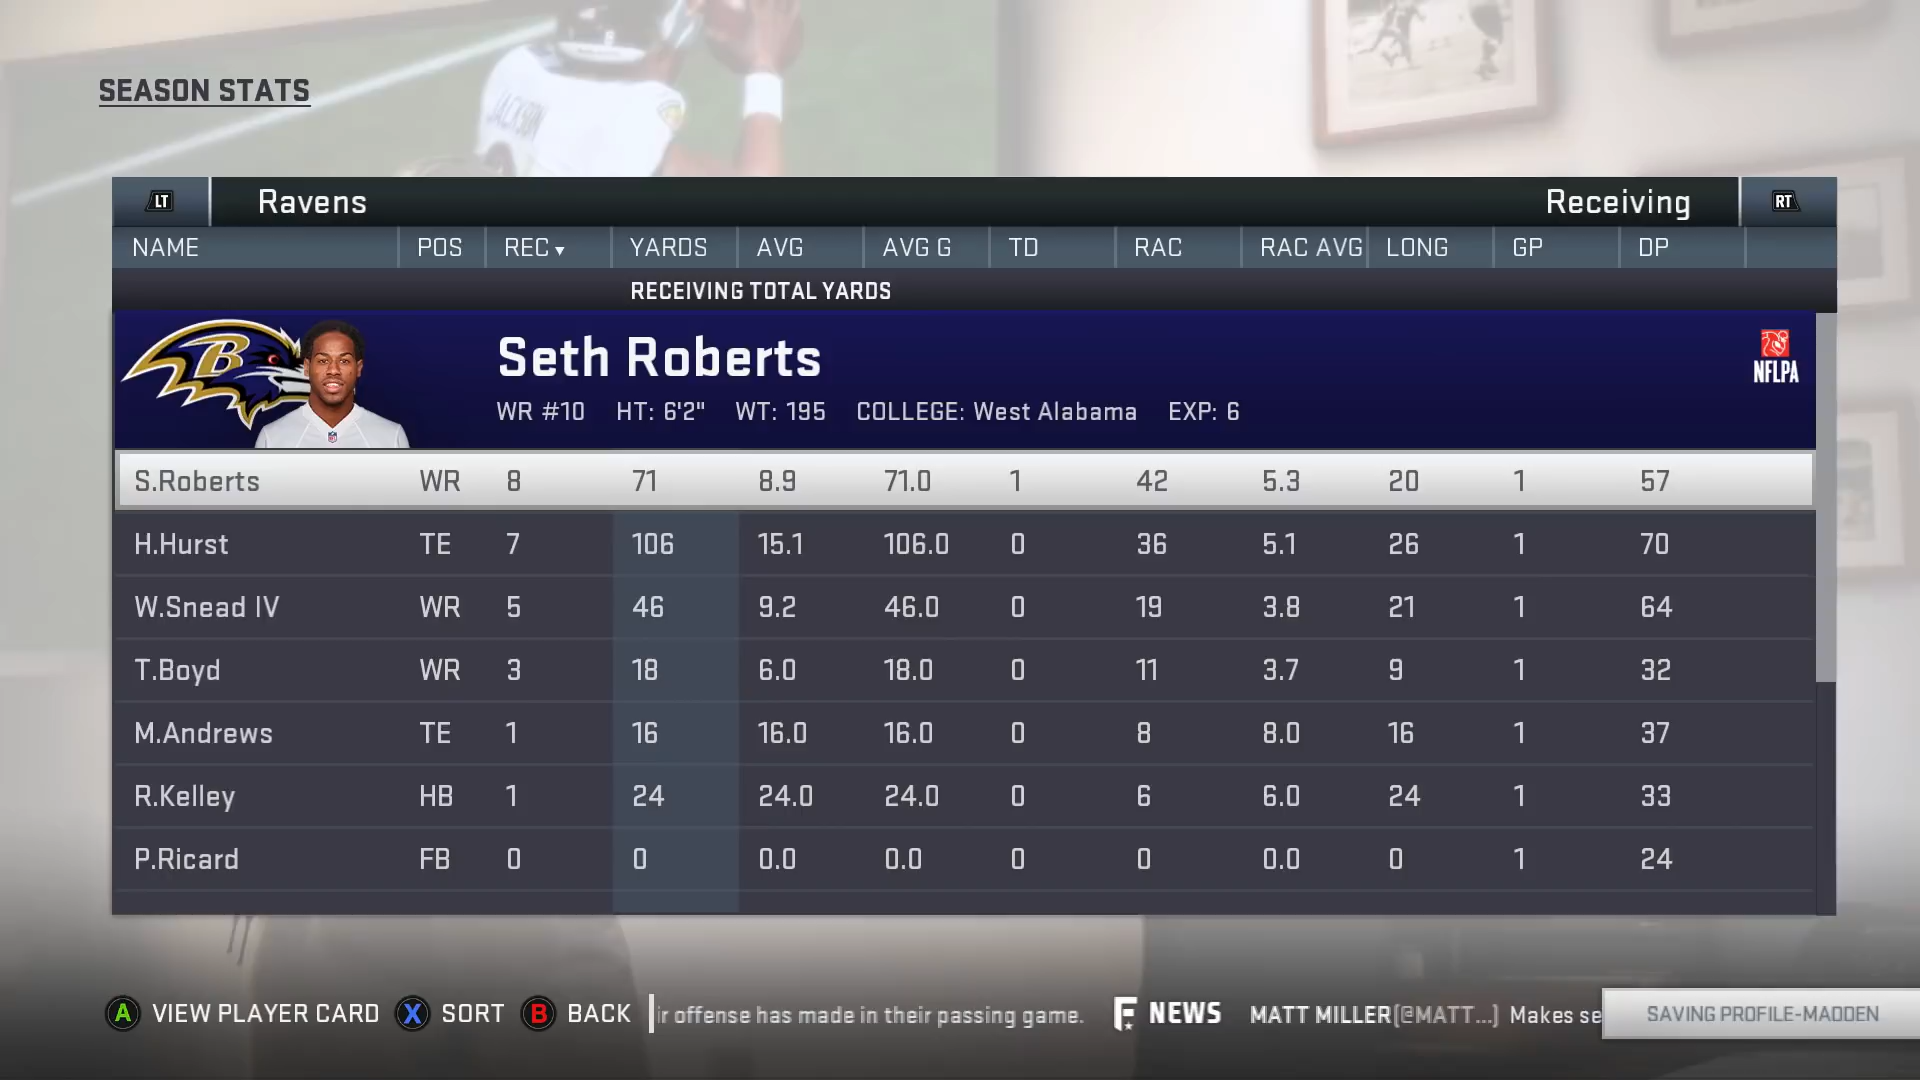 SEASON STATS
JACKSON
LT Ravens Receiving RT
NAME POS REC▼ YARDS AVG AVG G TD RAC RAC AVG LONG GP DP
RECEIVING TOTAL YARDS
B Seth Roberts
NFLPA
WR #10 HT: 6'2" WT: 195 COLLEGE: West Alabama EXP: 6
S.Roberts WR 8 71 8.9 71.0 1 42 5.3 20 1 57
H.Hurst TE 7 106 15.1 106.0 0 36 5.1 26 1 70
W.Snead IV WR 5 46 9.2 46.0 0 19 3.8 21 1 64
T.Boyd WR 3 18 6.0 18.0 0 11 3.7 9 1 32
M.Andrews TE 1 16 16.0 16.0 0 8 8.0 16 1 37
R.Kelley HB 1 24 24.0 24.0 0 6 6.0 24 1 33
P.Ricard FB 0 0 0.0 0.0 0 0 0.0 0 1 24
A VIEW PLAYER CARD X SORT B BACK ir offense has made in their passing game. F NEWS MATT MILLER(@MATT...) Makes se SAVING PROFILE-MADDEN